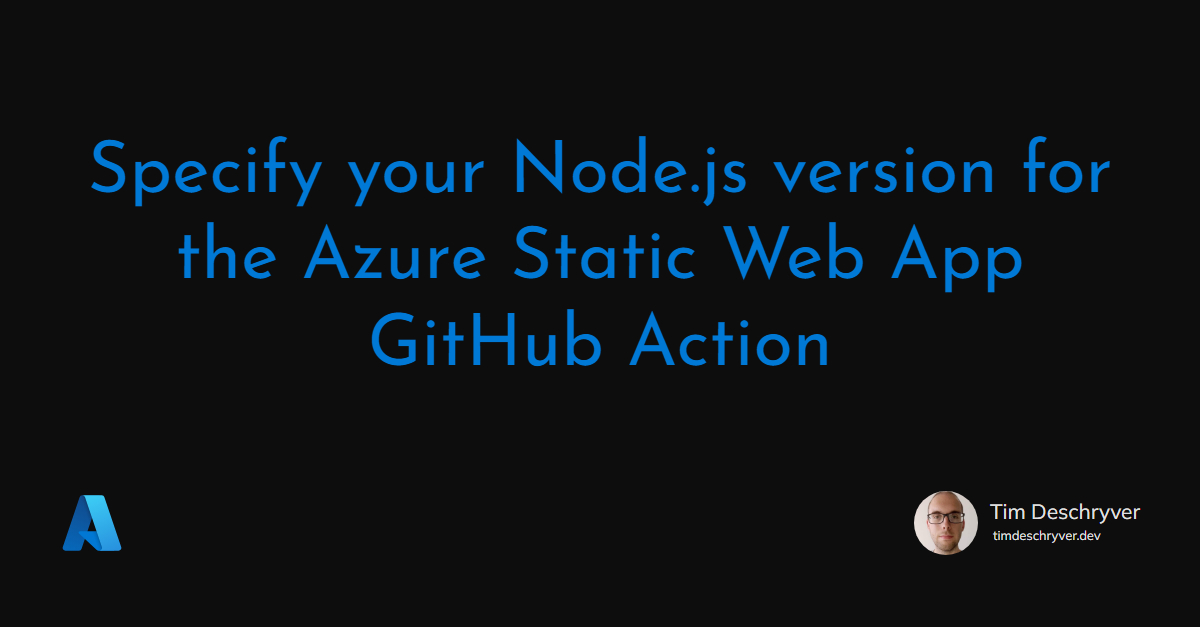 Specify your Node.js version for
the Azure Static Web App
GitHub Action
Tim Deschryver
timdeschryver.dev